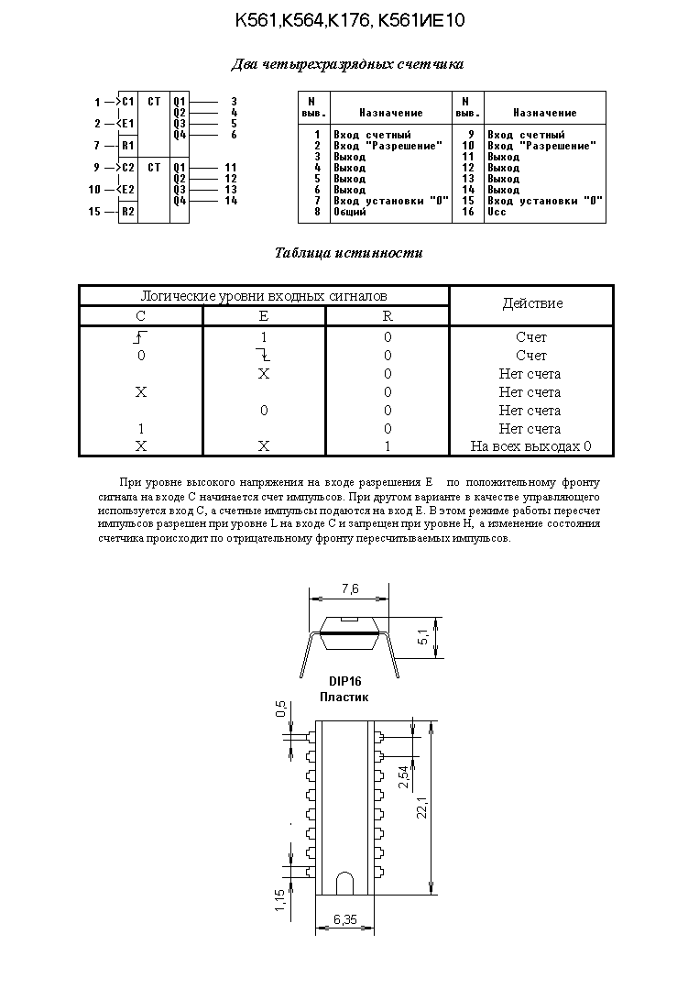 К561,К564,К176, К561ИЕ10
Два четырехразрядных счетчика
1 C1 CT Q1 3
Q2 4
2 E1 Q3 5
Q4 6
7 R1
9 C2 CT Q1 11
Q2 12
10 E2 Q3 13
Q4 14
15 R2
N выв. Назначение N выв. Назначение
1 Вход счетный 9 Вход счетный
2 Вход "Разрешение" 10 Вход "Разрешение"
3 Выход 11 Выход
4 Выход 12 Выход
5 Выход 13 Выход
6 Выход 14 Выход
7 Вход установки "0" 15 Вход установки "0"
8 Общий 16 Ucc
Таблица истинности
Логические уровни входных сигналов Действие
C E R
1 0 Счет
0 0 Счет
X 0 Нет счета
X 0 Нет счета
0 0 Нет счета
1 0 Нет счета
X X 1 На всех выходах 0
При уровне высокого напряжения на входе разрешения E по положительному фронту
сигнала на входе C начинается счет импульсов. При другом варианте в качестве управляющего
используется вход C, а счетные импульсы подаются на вход E. В этом режиме работы пересчет
импульсов разрешен при уровне L на входе C и запрещен при уровне H, а изменение состояния
счетчика происходит по отрицательному фронту пересчитываемых импульсов.
7,6
5,1
DIP16
Пластик
0,5
2,54
22,1
1,15
6,35